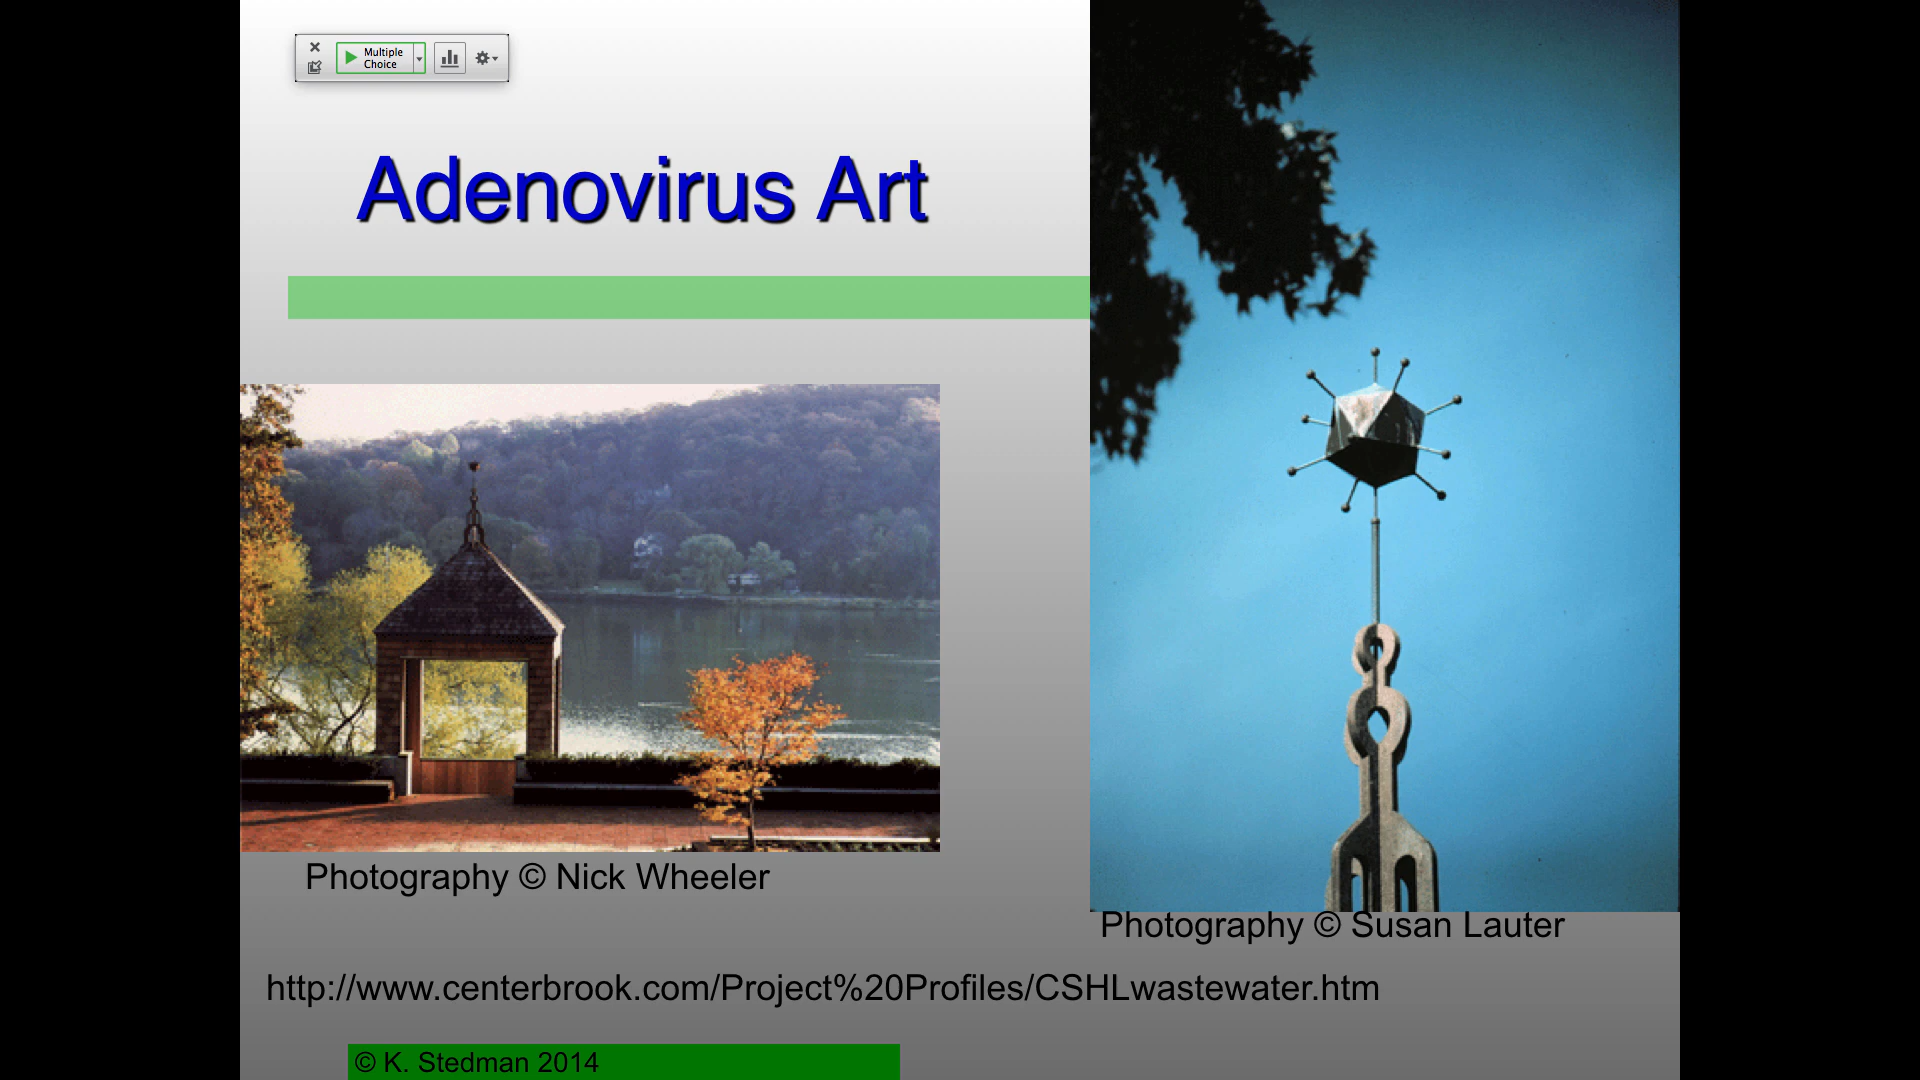 Multiple
Choice
Adenovirus Art
Photography © Nick Wheeler
Photography © Susan Lauter
http://www.centerbrook.com/Project%20Profiles/CSHLwastewater.htm
© K. Stedman 2014